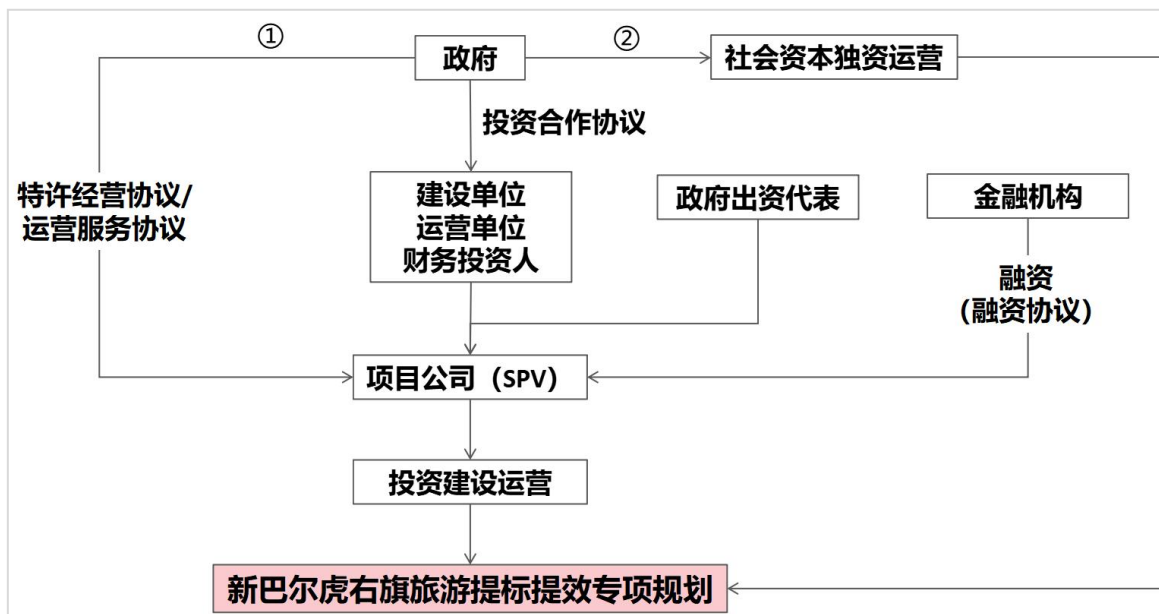 ①
政府
②
社会资本独资运营
投资合作协议
特许经营协议/
运营服务协议
建设单位
运营单位
财务投资人
政府出资代表
金融机构
融资
（融资协议）
项目公司（SPV）
投资建设运营
新巴尔虎右旗旅游提标提效专项规划